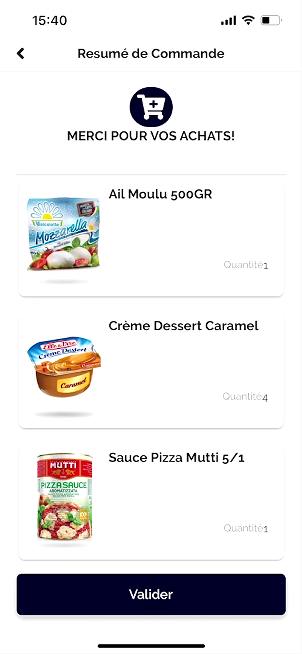 15:40
Resumé de Commande
MERCI POUR VOS ACHATS!
Ail Moulu 500GR
Mozzarella
Quantité1
Crème Dessert Caramel
Elle & Vire
Crème Dessert
Caramel
Quantité4
Sauce Pizza Mutti 5/1
MUTTI
PIZZA SAUCE
AROMATIZZATA
Quantité1
Valider